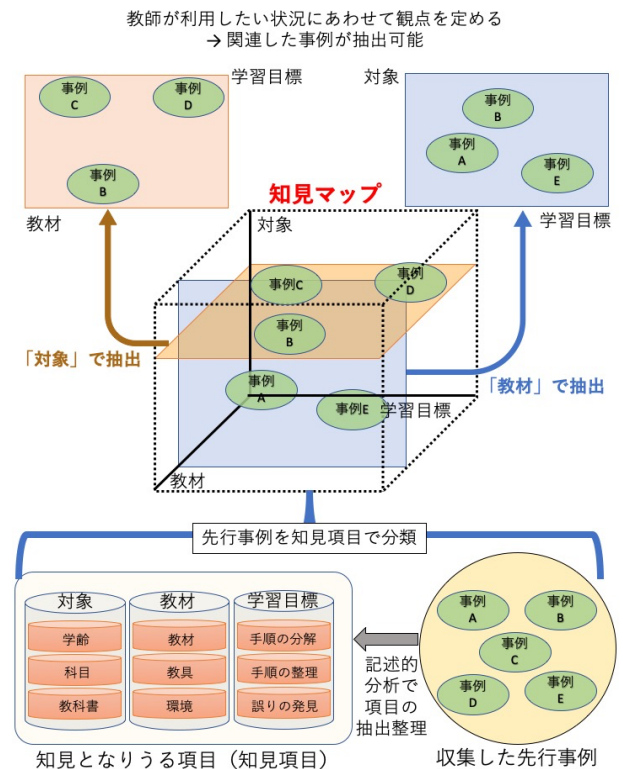 教師が利用したい状況にあわせて観点を定める
→ 関連した事例が抽出可能
学習目標
事例
C
事例
D
事例
B
教材
対象
事例
B
事例
A
事例
E
学習目標
知見マップ
対象
事例C
事例
D
事例
B
事例
A
事例E
学習目標
教材
「対象」で抽出
「教材」で抽出
先行事例を知見項目で分類
対象
学齢
科目
教科書
教材
教材
教具
環境
学習目標
手順の分解
手順の整理
誤りの発見
知見となりうる項目（知見項目）
記述的
分析で
項目の
抽出整理
事例
A
事例
B
事例
C
事例
D
事例
E
収集した先行事例